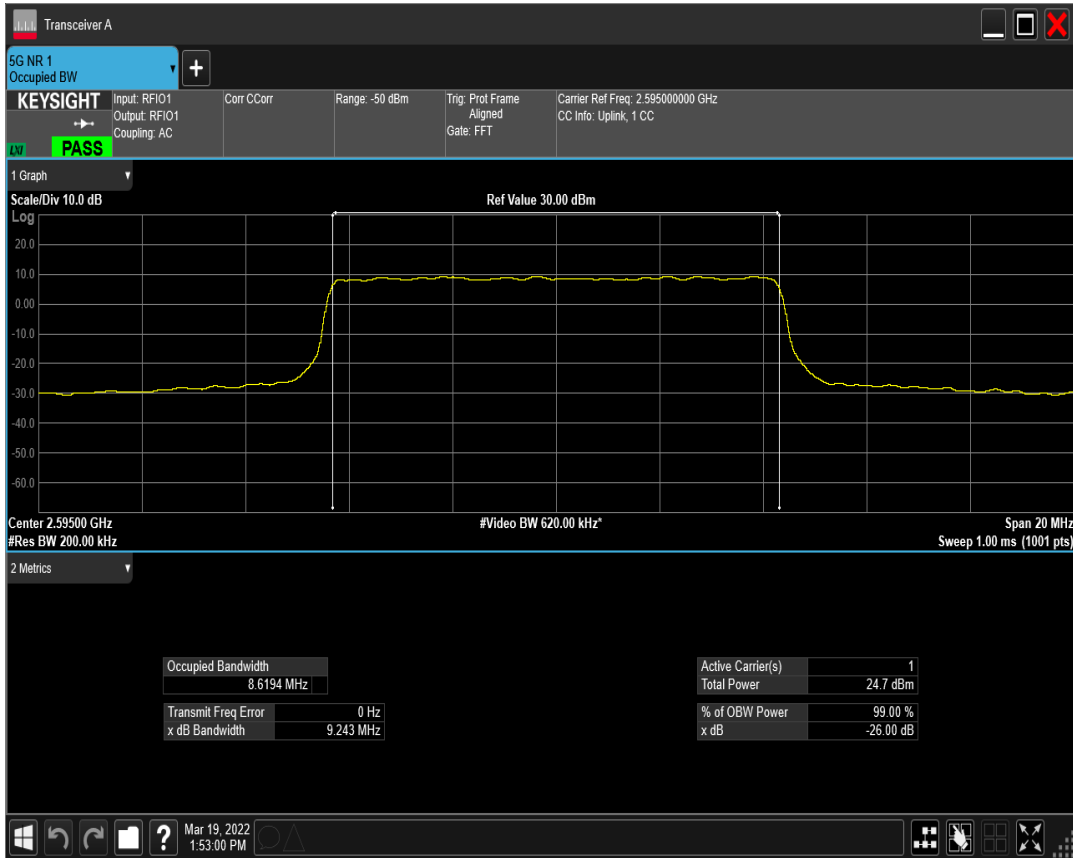 Transceiver A
5G NR 1
Occupied BW
+
KEYSIGHT
LXI
PASS
Input: RFIO1
Output: RFIO1
Coupling: AC
Corr CCorr
Range: -50 dBm
Trig: Prot Frame
Aligned
Gate: FFT
Carrier Ref Freq: 2.595000000 GHz
CC Info: Uplink, 1 CC
1 Graph
Scale/Div 10.0 dB
Ref Value 30.00 dBm
Log
20.0
10.0
0.00
-10.0
-20.0
-30.0
-40.0
-50.0
-60.0
Center 2.59500 GHz
#Video BW 620.00 kHz*
Span 20 MHz
#Res BW 200.00 kHz
Sweep 1.00 ms (1001 pts)
2 Metrics
Occupied Bandwidth
8.6194 MHz
Transmit Freq Error 0 Hz
x dB Bandwidth 9.243 MHz
Active Carrier(s) 1
Total Power 24.7 dBm
% of OBW Power 99.00 %
x dB -26.00 dB
?
Mar 19, 2022
1:53:00 PM